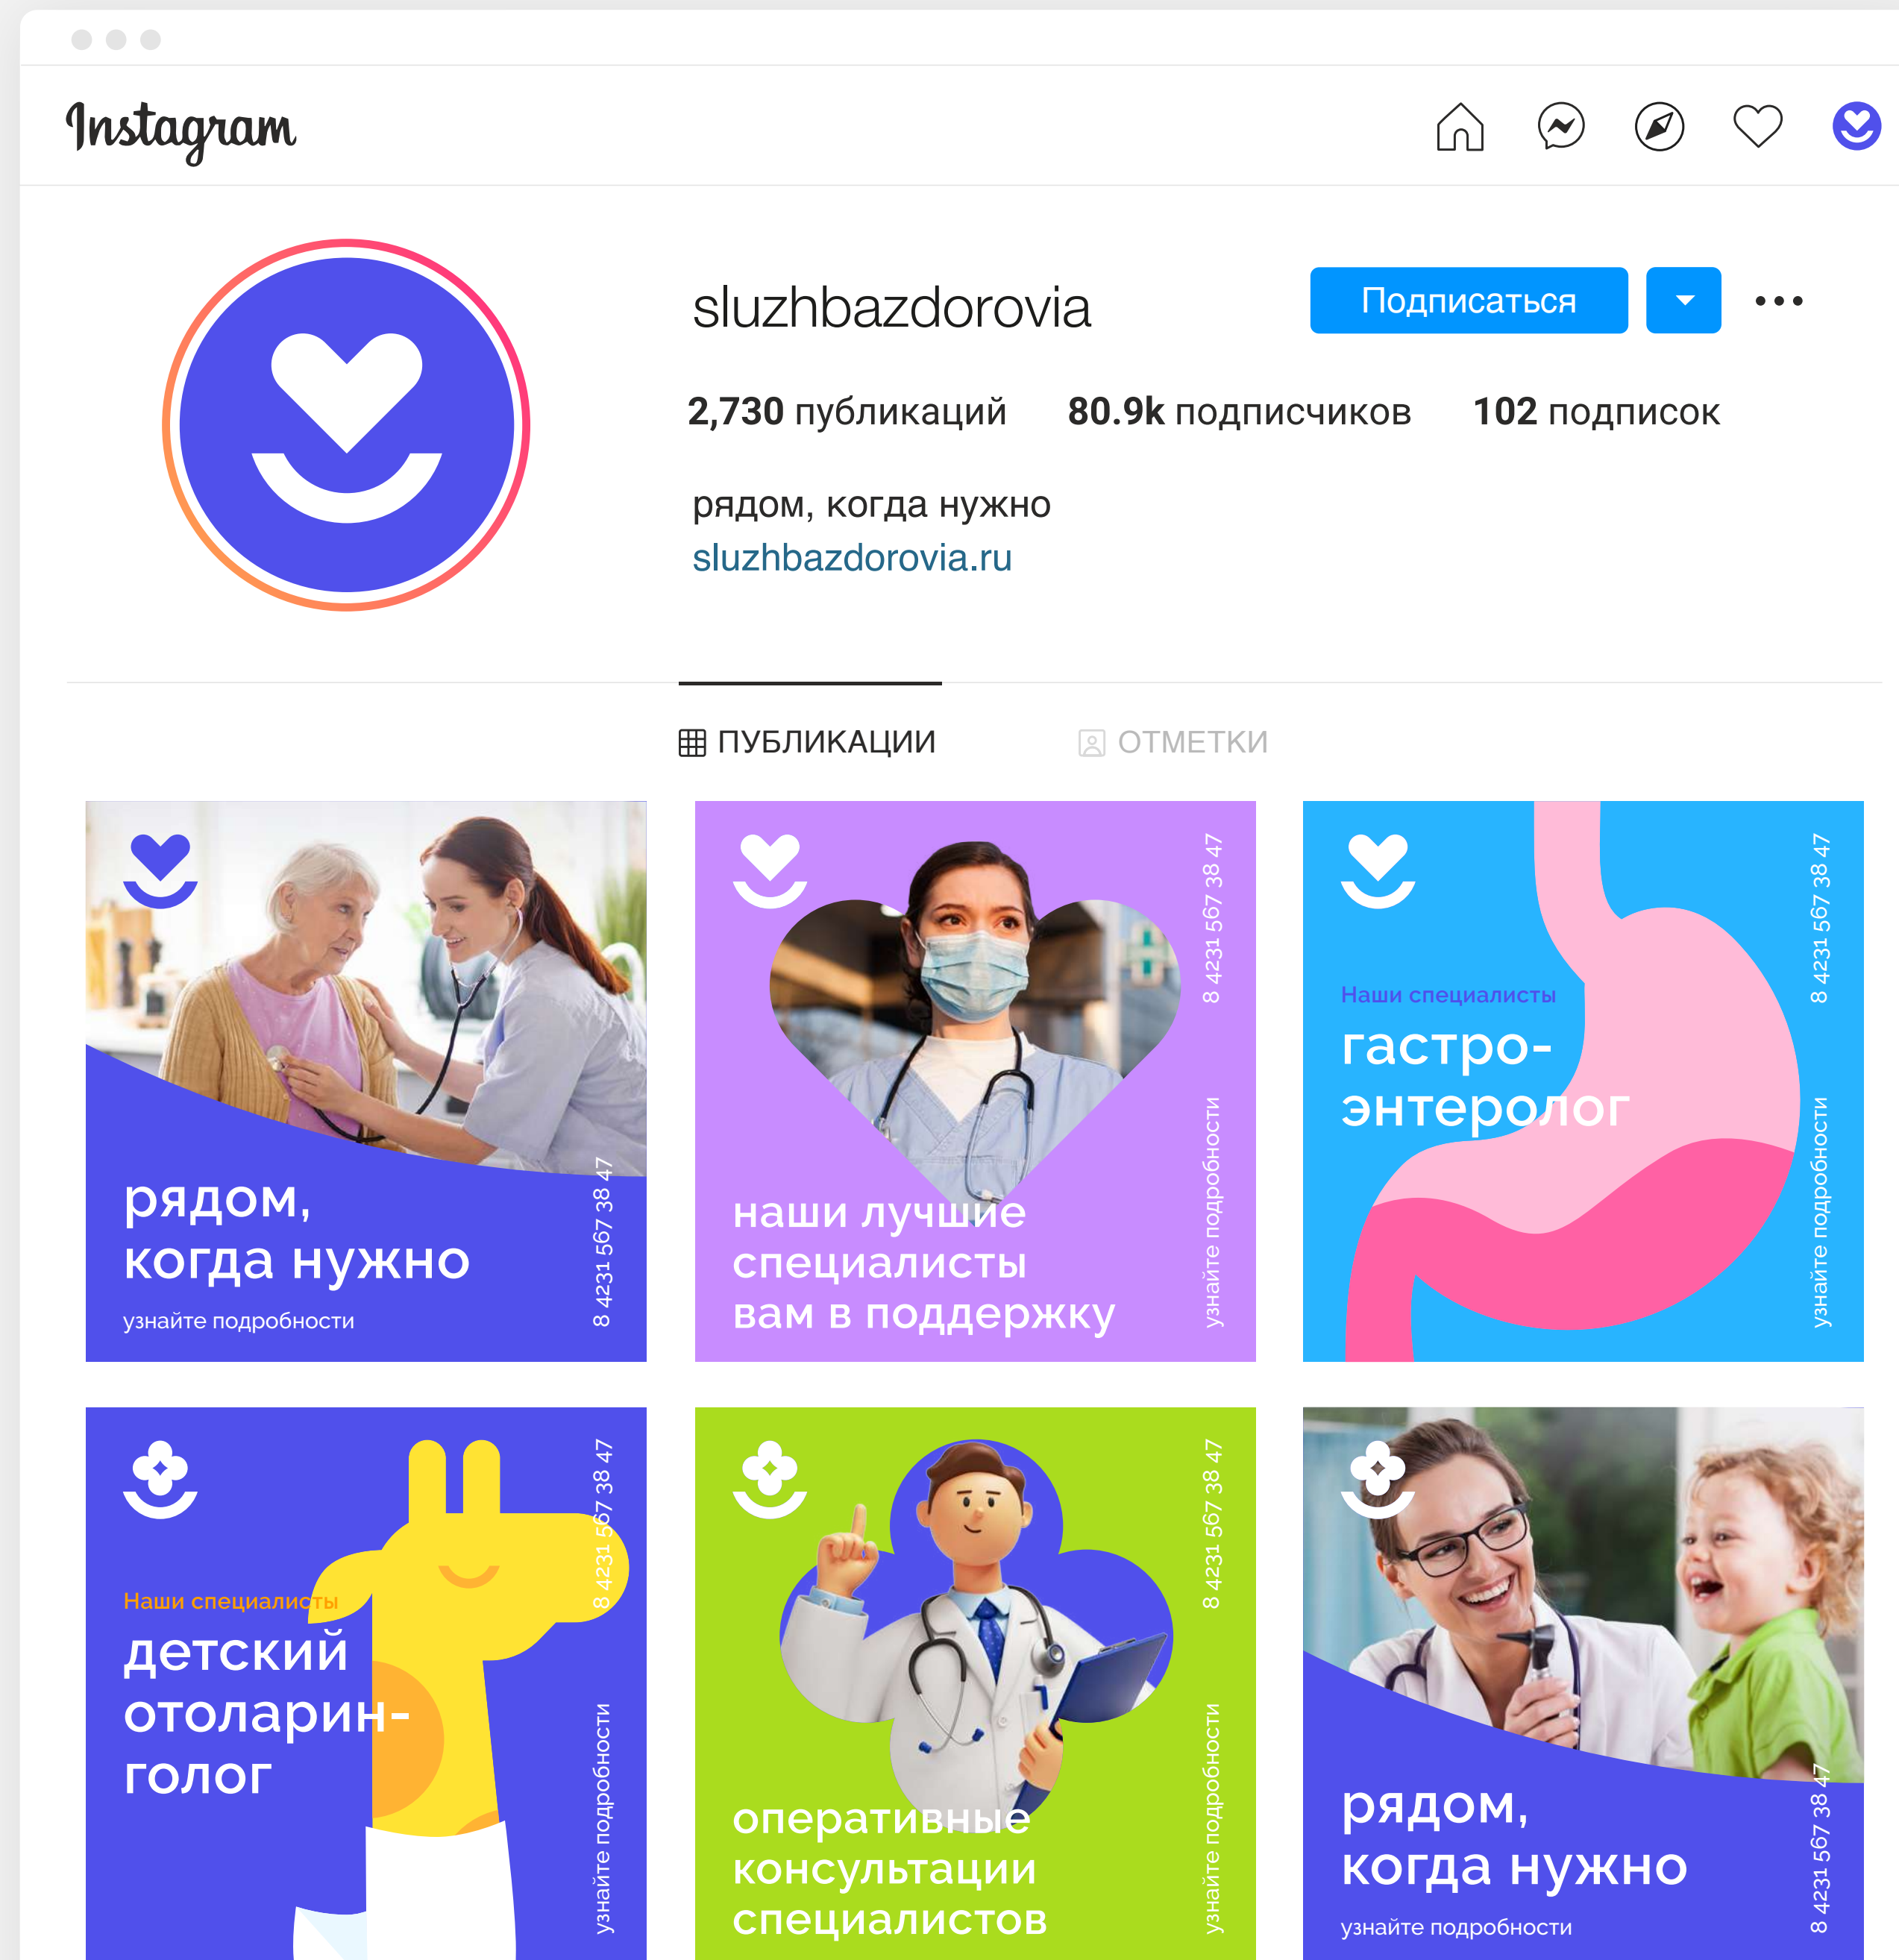 Instagram
sluzhbazdorovia
Подписаться
2,730 публикаций
80.9k подписчиков
102 подписок
рядом, когда нужно
sluzhbazdorovia.ru
ПУБЛИКАЦИИ
ОТМЕТКИ
рядом,
когда нужно
узнайте подробности
8 4231 567 38 47
наши лучшие
специалисты
вам в поддержку
8 4231 567 38 47
узнайте подробности
Наши специалисты
гастро-
энтеролог
8 4231 567 38 47
узнайте подробности
Наши специалисты
детский
отоларин-
голог
8 4231 567 38 47
узнайте подробности
оперативные
консультации
специалистов
8 4231 567 38 47
узнайте подробности
рядом,
когда нужно
узнайте подробности
8 4231 567 38 47